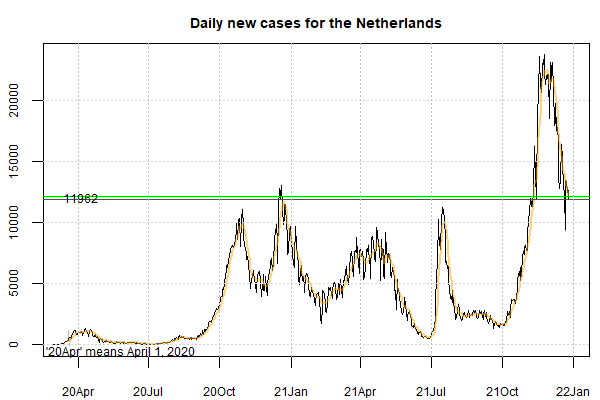 Daily new cases for the Netherlands
20000
15000
10000
5000
0
11962
'20Apr' means April 1, 2020
20Apr 20Jul 20Oct 21Jan 21Apr 21Jul 21Oct 22Jan